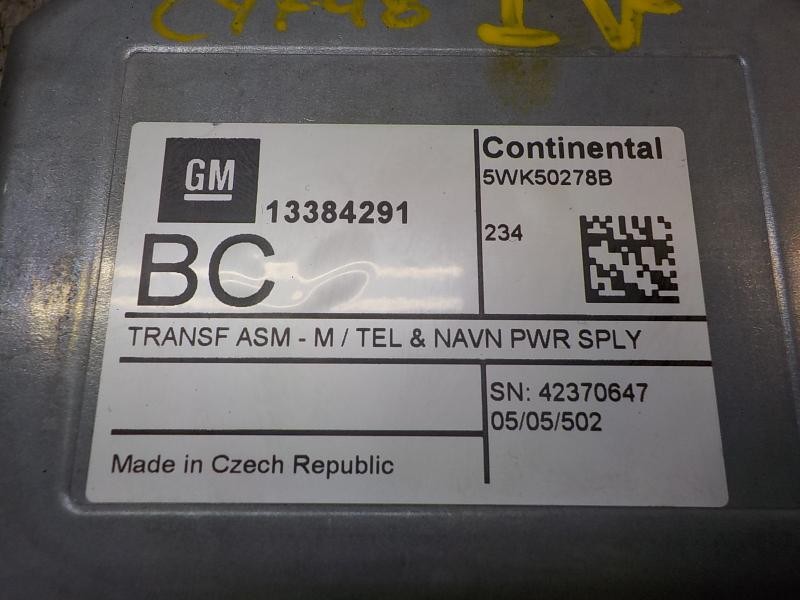 GM
13384291
BC
Continental
5WK50278B
234
TRANSF ASM - M / TEL & NAVN PWR SPLY
SN: 42370647
05/05/502
Made in Czech Republic